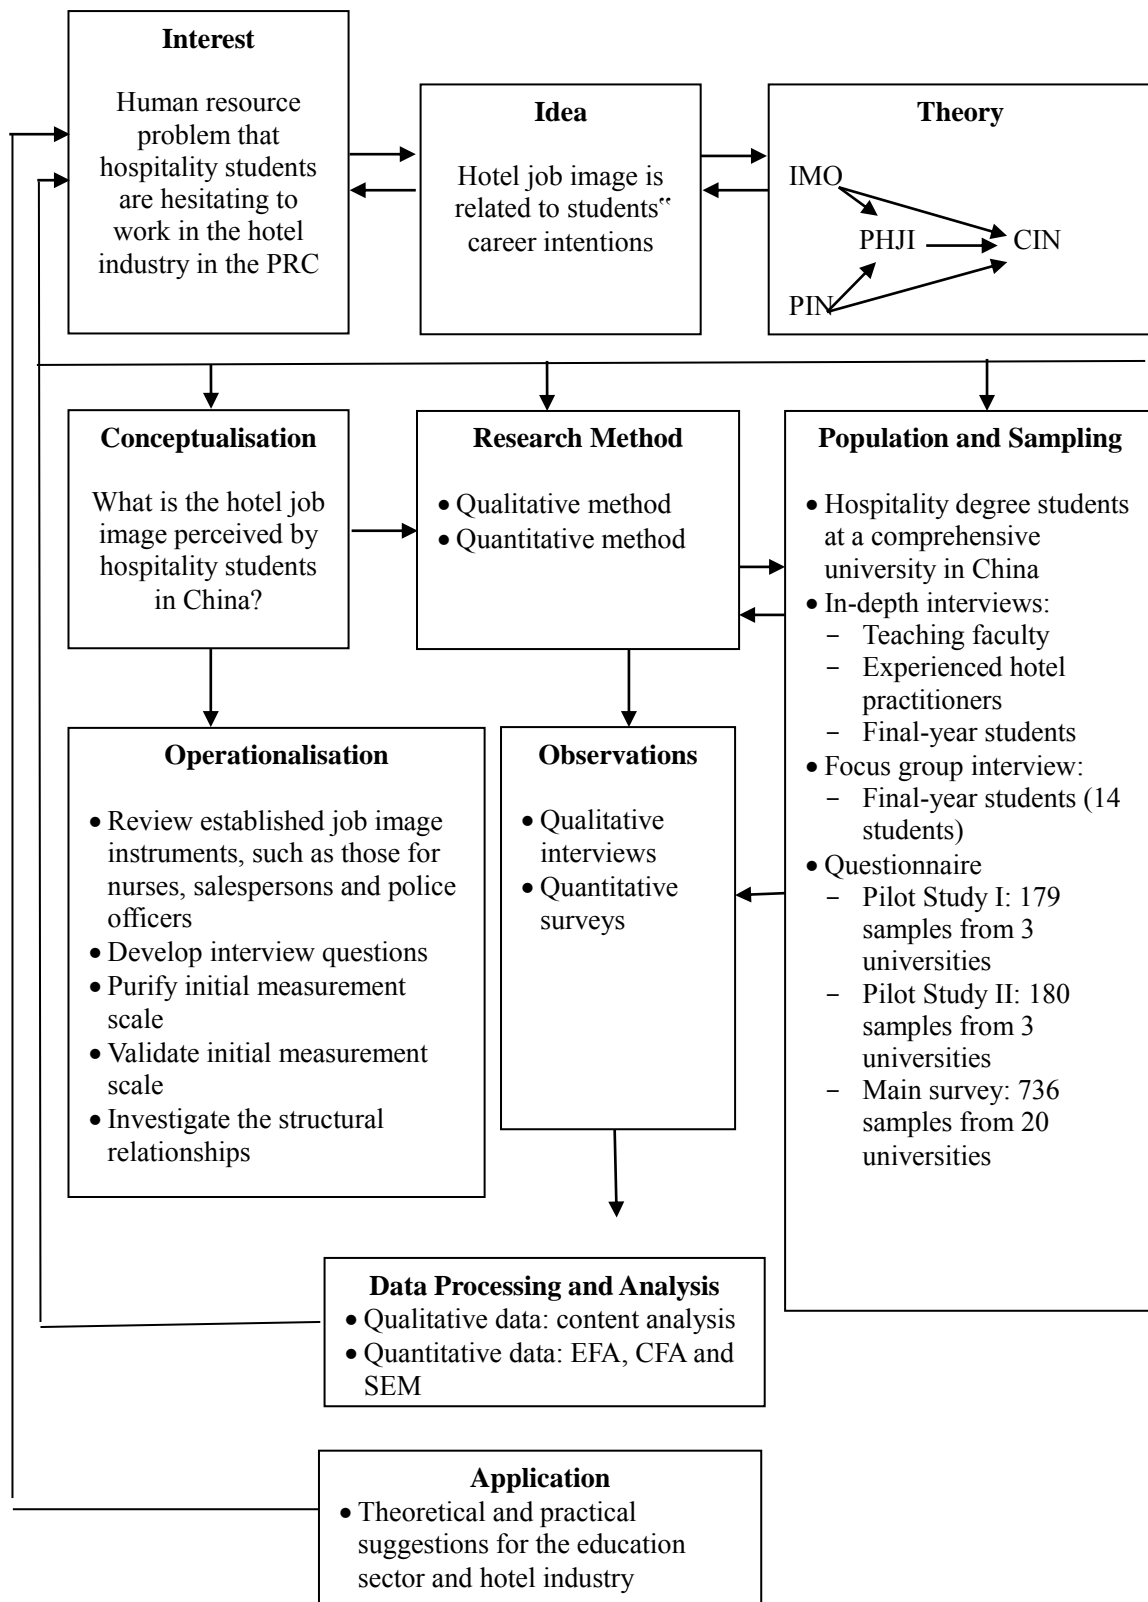 Interest
Human resource
problem that
hospitality students
are hesitating to
work in the hotel
industry in the PRC
Idea
Hotel job image is
related to students‟
career intentions
Theory
IMO
PHJI
CIN
PIN
Conceptualisation
What is the hotel job
image perceived by
hospitality students
in China?
Research Method
• Qualitative method
• Quantitative method
Population and Sampling
• Hospitality degree students
at a comprehensive
university in China
• In-depth interviews:
− Teaching faculty
− Experienced hotel
practitioners
− Final-year students
• Focus group interview:
− Final-year students (14
students)
• Questionnaire
− Pilot Study I: 179
samples from 3
universities
− Pilot Study II: 180
samples from 3
universities
− Main survey: 736
samples from 20
universities
Operationalisation
• Review established job image
instruments, such as those for
nurses, salespersons and police
officers
• Develop interview questions
• Purify initial measurement
scale
• Validate initial measurement
scale
• Investigate the structural
relationships
Observations
• Qualitative
interviews
• Quantitative
surveys
Data Processing and Analysis
• Qualitative data: content analysis
• Quantitative data: EFA, CFA and
SEM
Application
• Theoretical and practical
suggestions for the education
sector and hotel industry